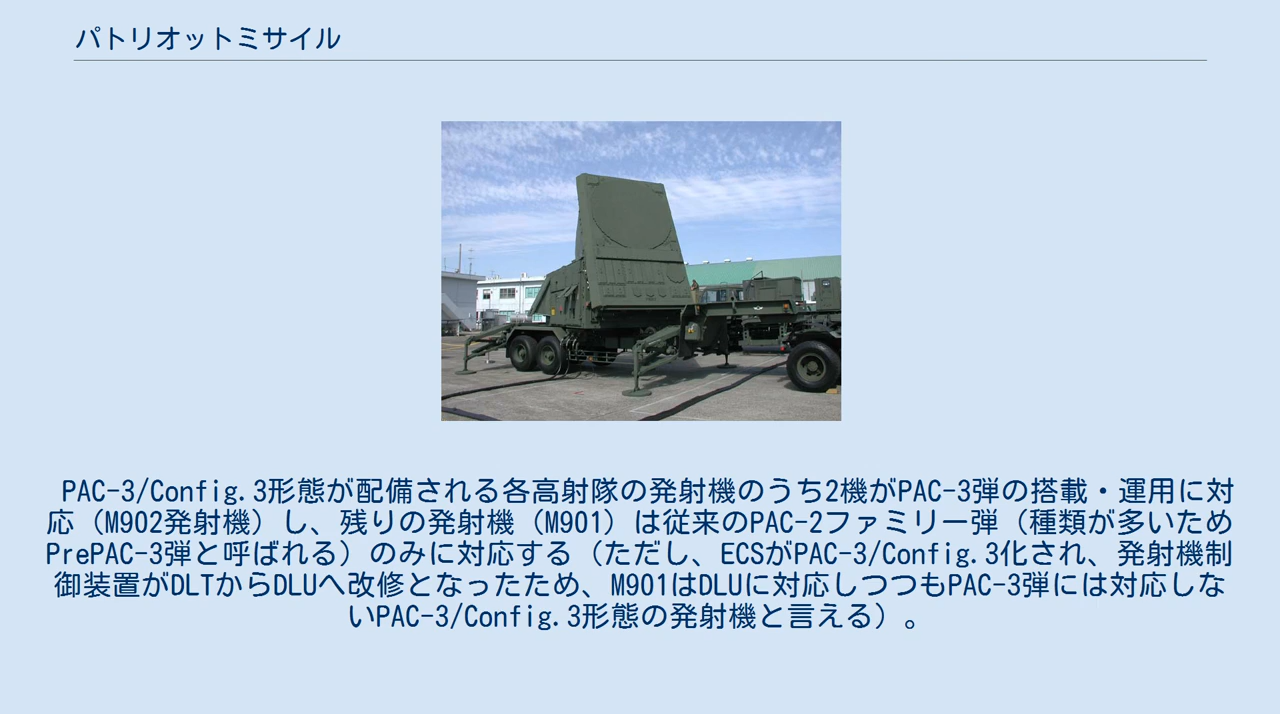 パトリオットミサイル
PAC-3/Config.3形態が配備される各高射隊の発射機のうち2機がPAC-3弾の搭載・運用に対
応（M902発射機）し、残りの発射機（M901）は従来のPAC-2ファミリー弾（種類が多いため
PrePAC-3弾と呼ばれる）のみに対応する（ただし、ECSがPAC-3/Config.3化され、発射機制
御装置がDLTからDLUへ改修となったため、M901はDLUに対応しつつもPAC-3弾には対応しな
いPAC-3/Config.3形態の発射機と言える）。